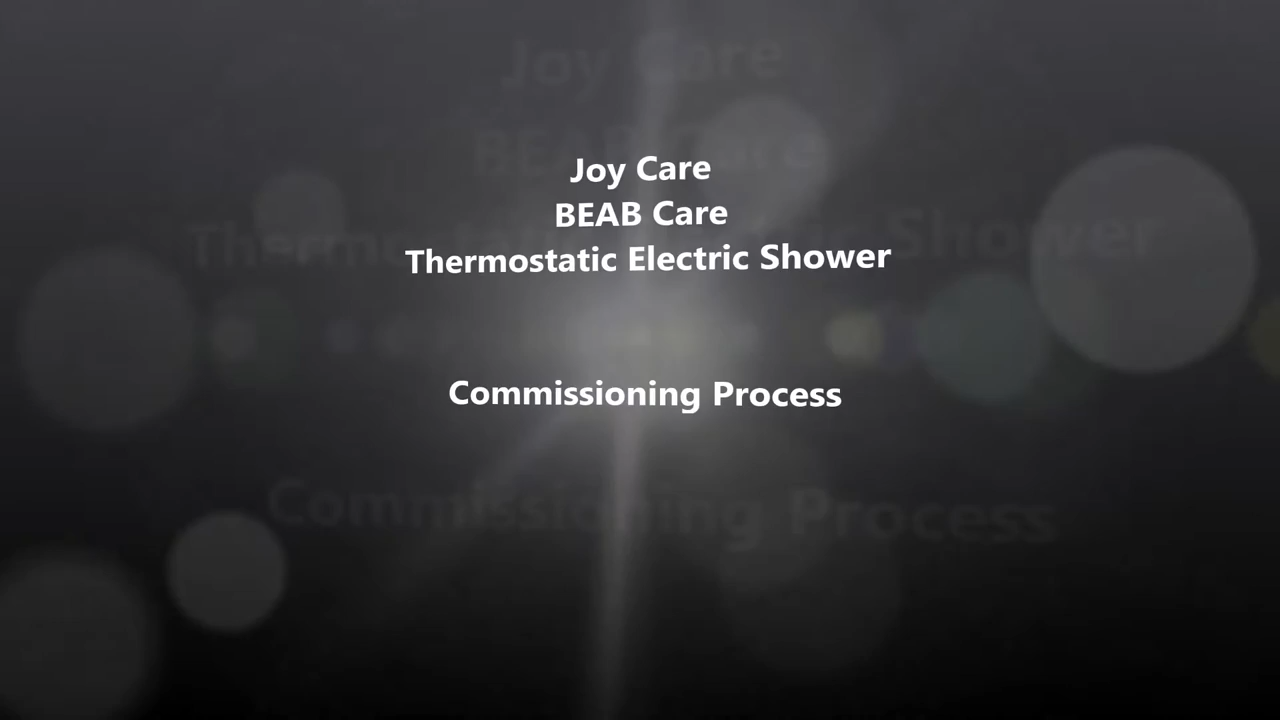 Joy Care
BEAB Care
Thermostatic Electric Shower
Commissioning Process